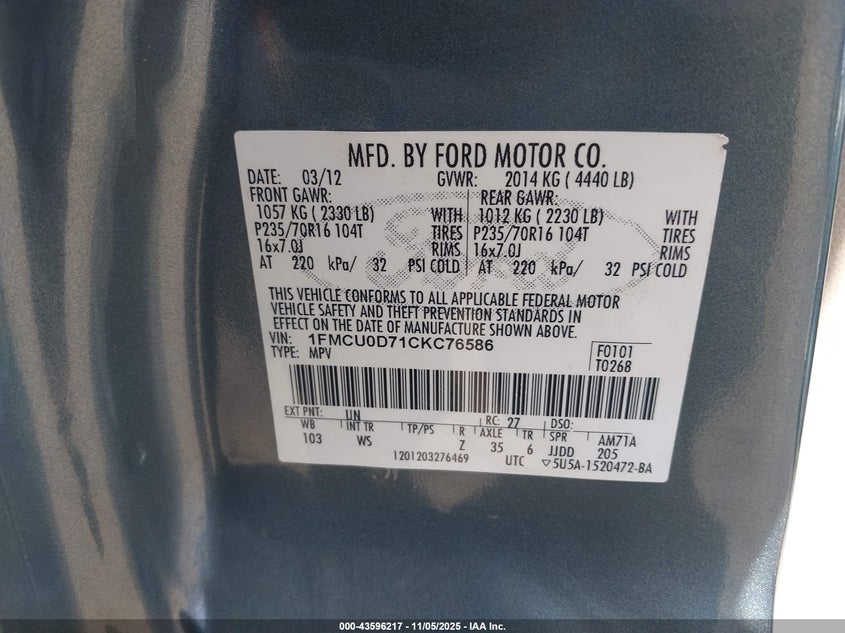 MFD. BY FORD MOTOR CO.
DATE: 03/12 GVWR: 2014 KG ( 4440 LB)
FRONT GAWR: REAR GAWR:
1057 KG ( 2330 LB) WITH 1012 KG ( 2230 LB) WITH
P235/70R16 104T TIRES P235/70R16 104T TIRES
16x7.0J RIMS 16x7.0J RIMS
AT 220 kPa/ 32 PSI COLD AT 220 kPa/ 32 PSI COLD
THIS VEHICLE CONFORMS TO ALL APPLICABLE FEDERAL MOTOR
VEHICLE SAFETY AND THEFT PREVENTION STANDARDS IN
EFFECT ON THE DATE OF MANUFACTURE SHOWN ABOVE.
VIN: 1FMCU0D71CKC76586
TYPE: MPV
F0101
T0268
EXT PNT: UN RC: 27 DSO:
WB INT TR TP/PS R AXLE TR SPR AM71A
103 WS Z 35 6 JJDD 205
1201203276469 UTC ▽5U5A-1520472-BA
000-43596217 - 11/05/2025 - IAA Inc.